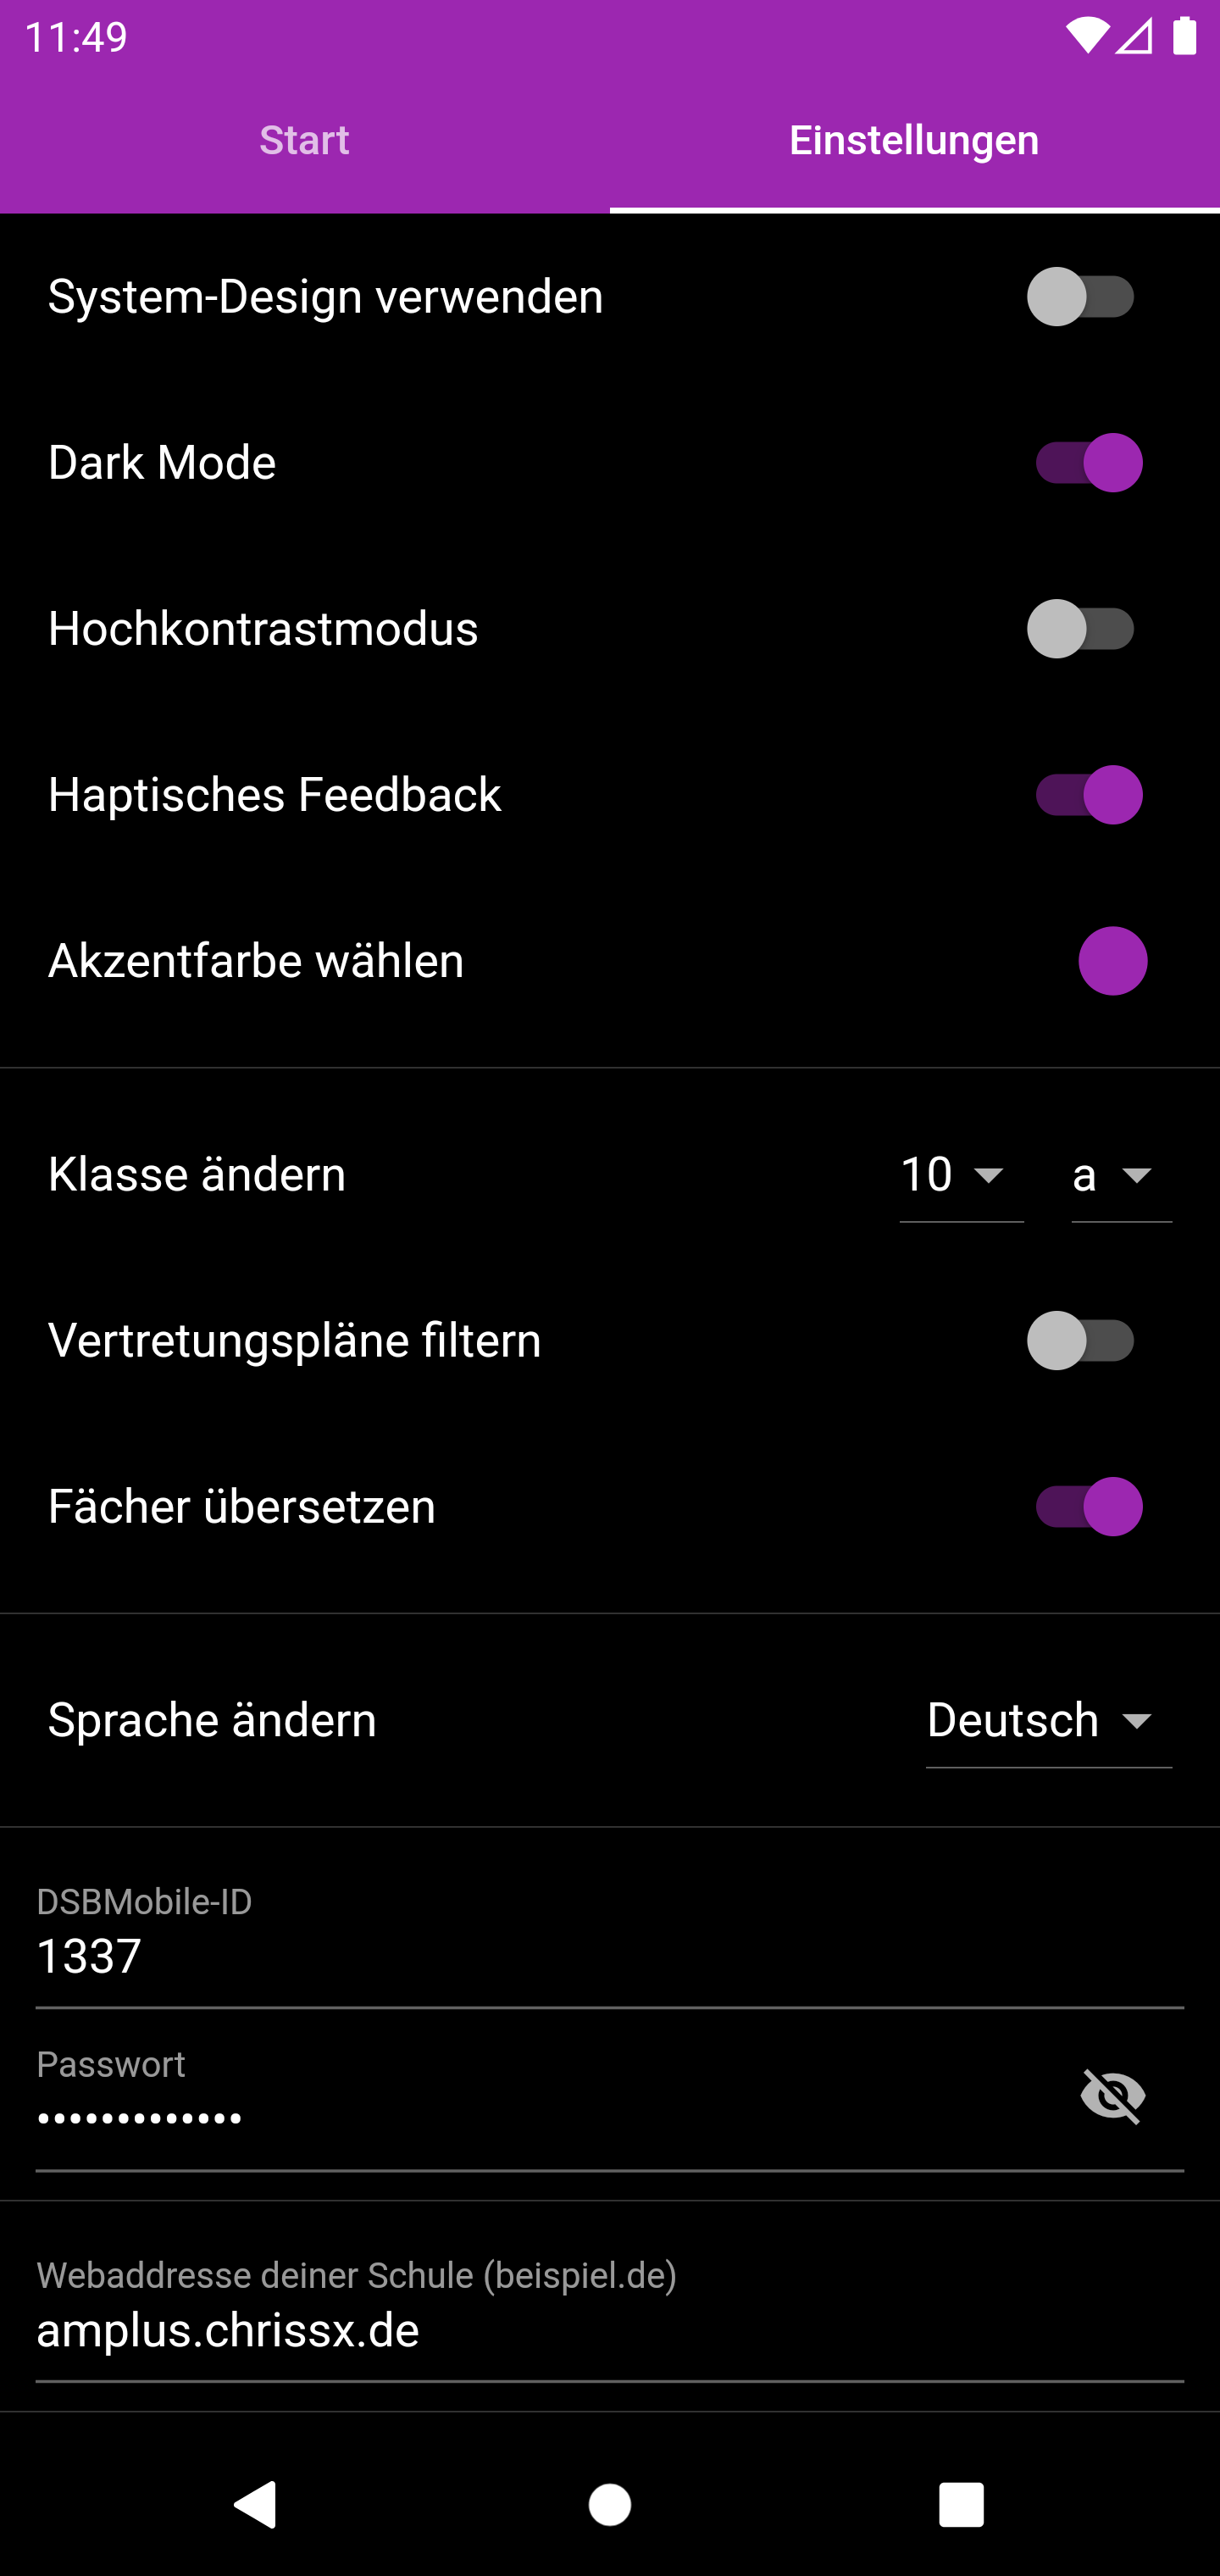 11:49
Start
Einstellungen
System-Design verwenden
Dark Mode
Hochkontrastmodus
Haptisches Feedback
Akzentfarbe wählen
Klasse ändern 10 a
Vertretungspläne filtern
Fächer übersetzen
Sprache ändern Deutsch
DSBMobile-ID
1337
Passwort
•••••••••••••
Webaddresse deiner Schule (beispiel.de)
amplus.chrissx.de